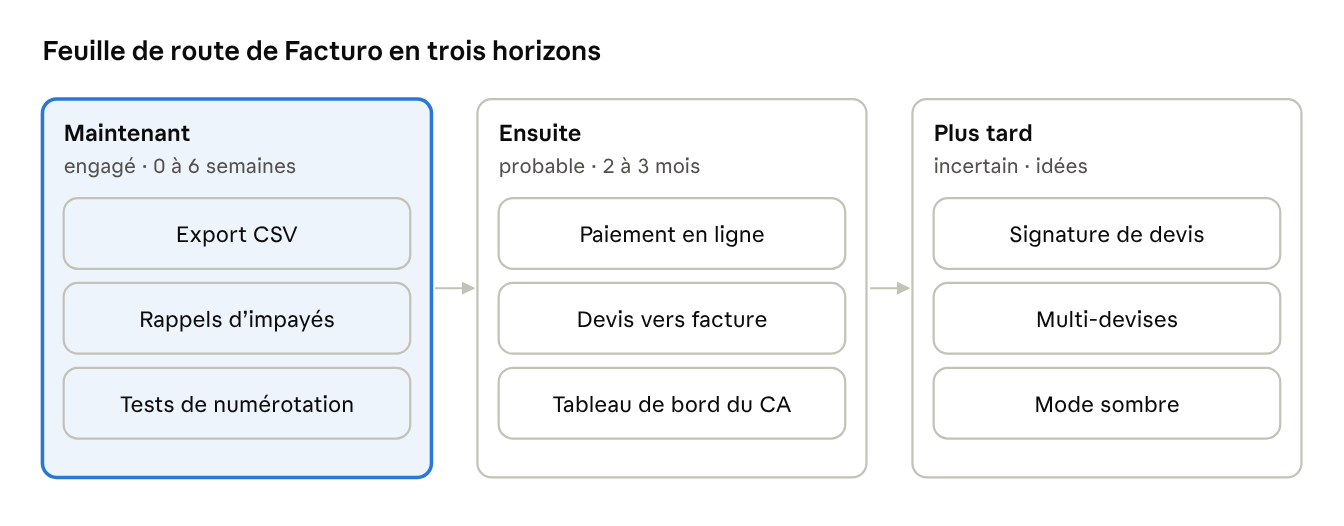 Feuille de route de Facturo en trois horizons
Maintenant
engagé · 0 à 6 semaines
Export CSV
Rappels d’impayés
Tests de numérotation
Ensuite
probable · 2 à 3 mois
Paiement en ligne
Devis vers facture
Tableau de bord du CA
Plus tard
incertain · idées
Signature de devis
Multi-devises
Mode sombre